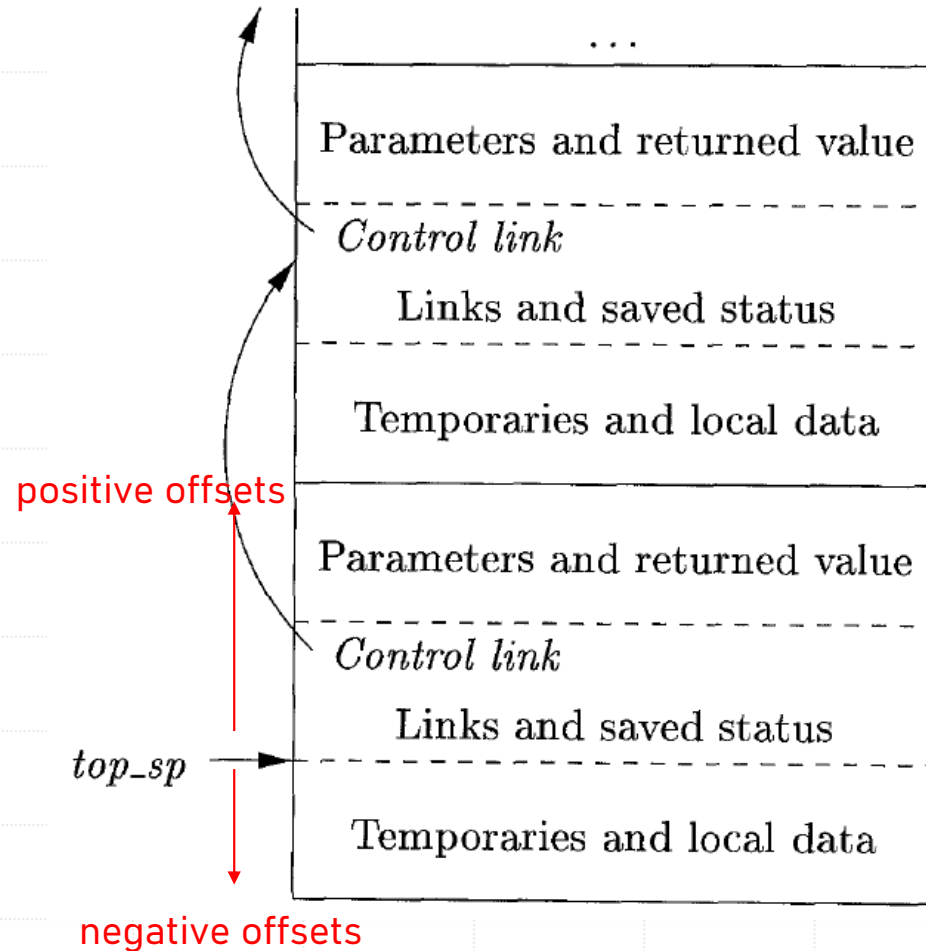 ...
Parameters and returned value
Control link
Links and saved status
Temporaries and local data
positive offsets
Parameters and returned value
Control link
Links and saved status
top_sp
Temporaries and local data
negative offsets